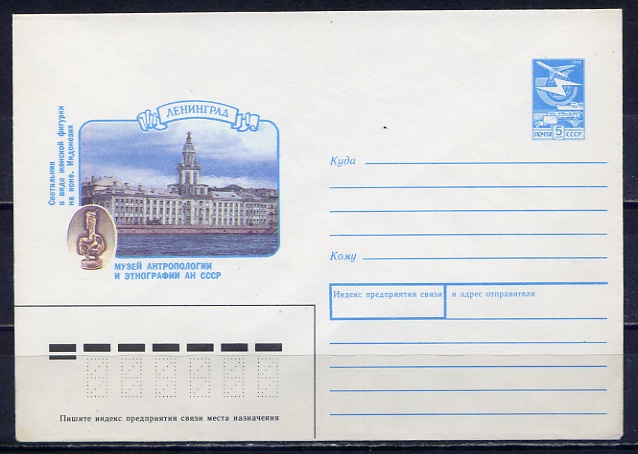 ЛЕНИНГРАД
Светильник
в виде женской фигурки
на коне. Индонезия
МУЗЕЙ АНТРОПОЛОГИИ
И ЭТНОГРАФИИ АН СССР
ПОЧТА 5 СССР
Куда
Кому
Индекс предприятия связи и адрес отправителя
Пишите индекс предприятия связи места назначения